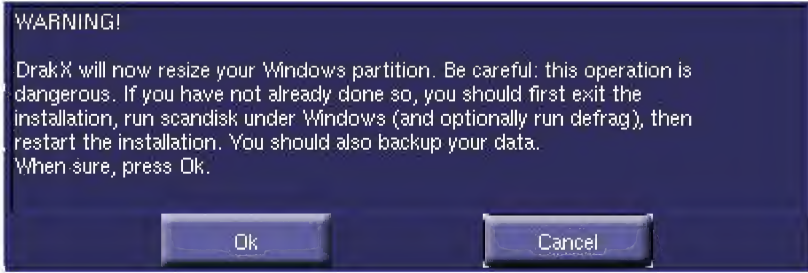 WARNING!
DrakX will now resize your Windows partition. Be careful: this operation is
dangerous. If you have not already done so, you should first exit the
installation, run scandisk under Windows (and optionally run defrag), then
restart the installation. You should also backup your data.
When sure, press Ok.
Ok
Cancel